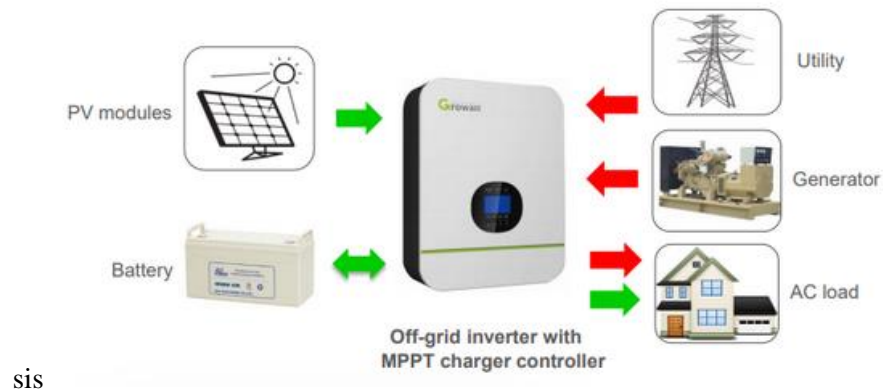 PV modules
Growatt
Utility
Generator
Battery
AC load
Off-grid inverter with
MPPT charger controller
sis